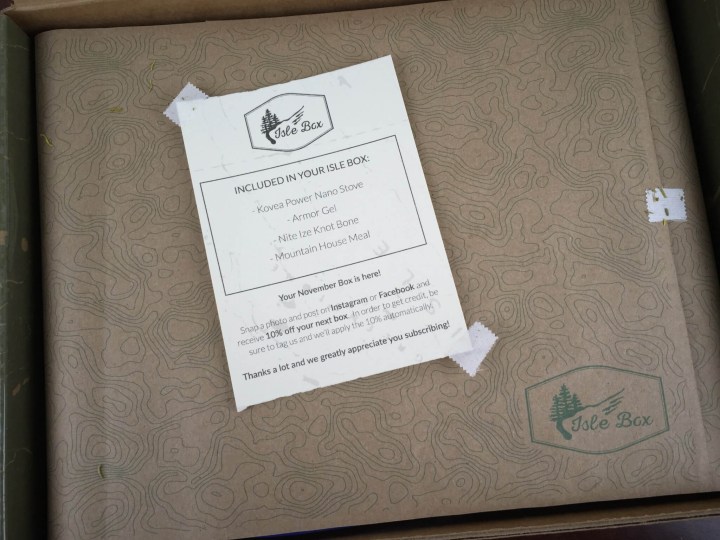 Isle Box
INCLUDED IN YOUR ISLE BOX:
- Kovea Power Nano Stove
- Armor Gel
- Nite Ize Knot Bone
- Mountain House Meal
Your November Box is here!
Snap a photo and post on Instagram or Facebook and
receive 10% off your next box. In order to get credit, be
sure to tag us and we'll apply the 10% automatically.
Thanks a lot and we greatly appreciate you subscribing!
Isle Box